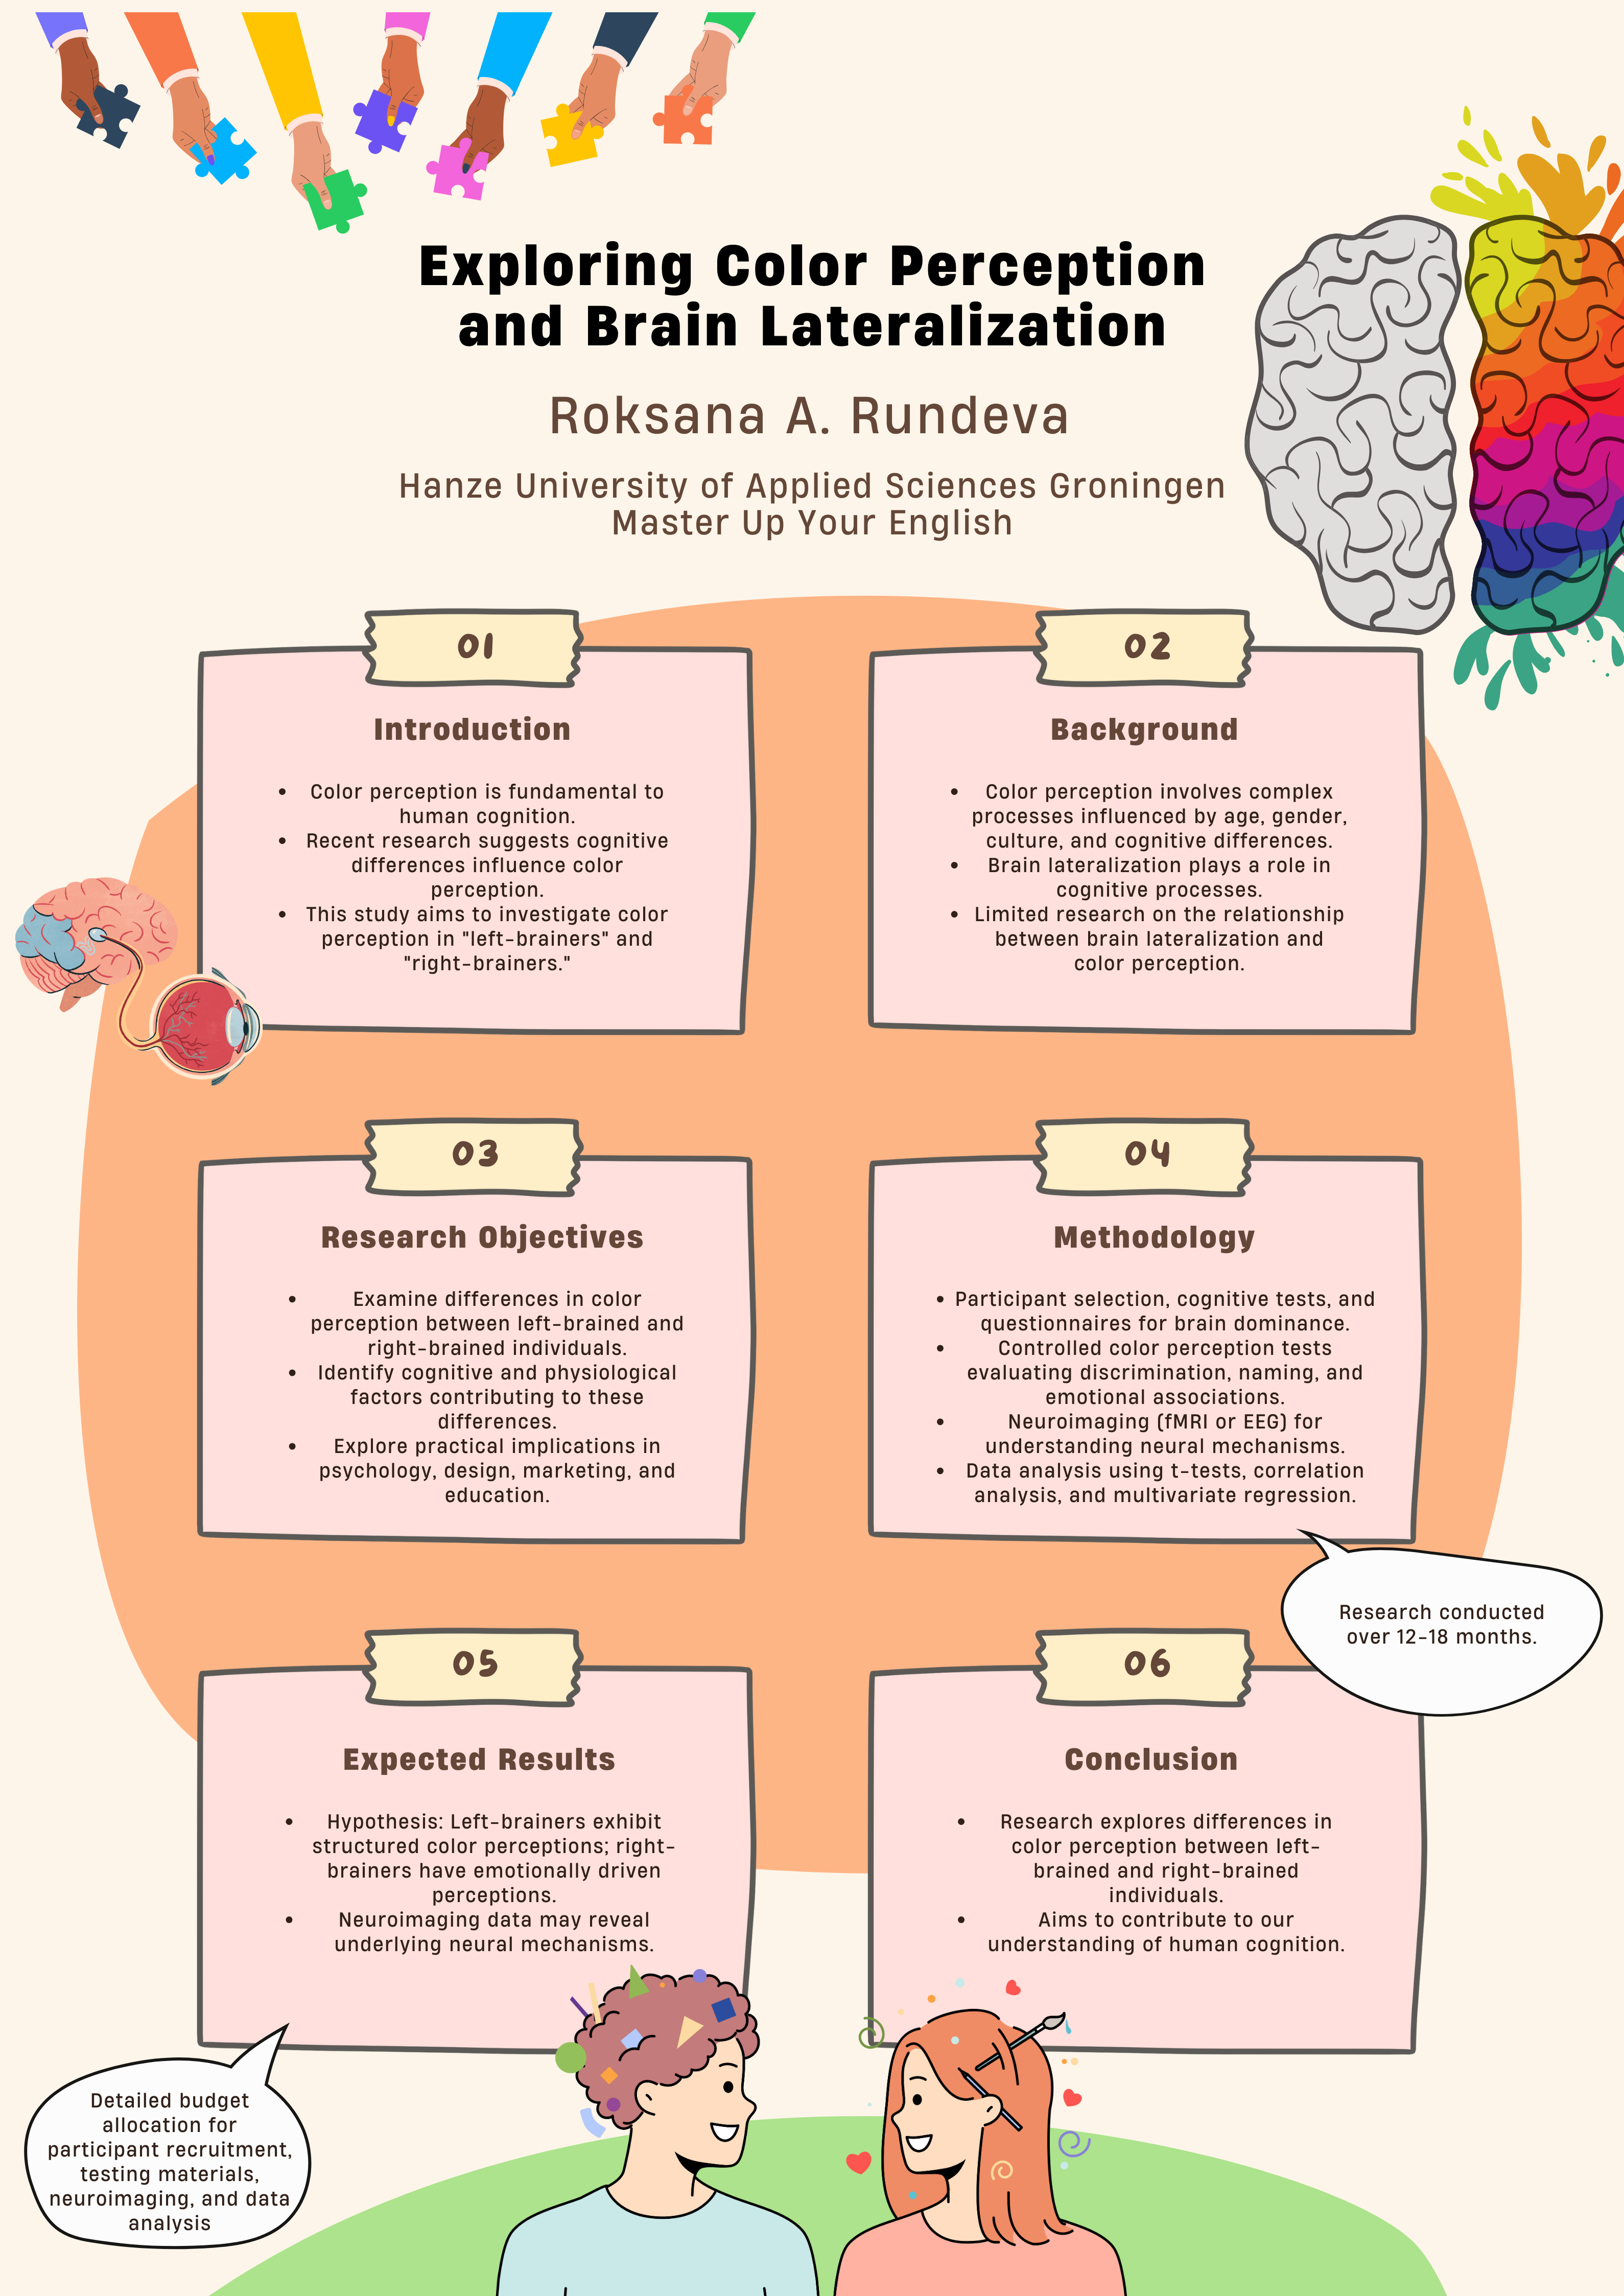 Exploring Color Perception
and Brain Lateralization
Roksana A. Rundeva
Hanze University of Applied Sciences Groningen
Master Up Your English
01
Introduction
• Color perception is fundamental to
human cognition.
• Recent research suggests cognitive
differences influence color
perception.
• This study aims to investigate color
perception in "left-brainers" and
"right-brainers."
02
Background
• Color perception involves complex
processes influenced by age, gender,
culture, and cognitive differences.
• Brain lateralization plays a role in
cognitive processes.
• Limited research on the relationship
between brain lateralization and
color perception.
03
Research Objectives
• Examine differences in color
perception between left-brained and
right-brained individuals.
• Identify cognitive and physiological
factors contributing to these
differences.
• Explore practical implications in
psychology, design, marketing, and
education.
04
Methodology
• Participant selection, cognitive tests, and
questionnaires for brain dominance.
• Controlled color perception tests
evaluating discrimination, naming, and
emotional associations.
• Neuroimaging (fMRI or EEG) for
understanding neural mechanisms.
• Data analysis using t-tests, correlation
analysis, and multivariate regression.
Research conducted
over 12-18 months.
05
Expected Results
• Hypothesis: Left-brainers exhibit
structured color perceptions; right-
brainers have emotionally driven
perceptions.
• Neuroimaging data may reveal
underlying neural mechanisms.
06
Conclusion
• Research explores differences in
color perception between left-
brained and right-brained
individuals.
• Aims to contribute to our
understanding of human cognition.
Detailed budget
allocation for
participant recruitment,
testing materials,
neuroimaging, and data
analysis